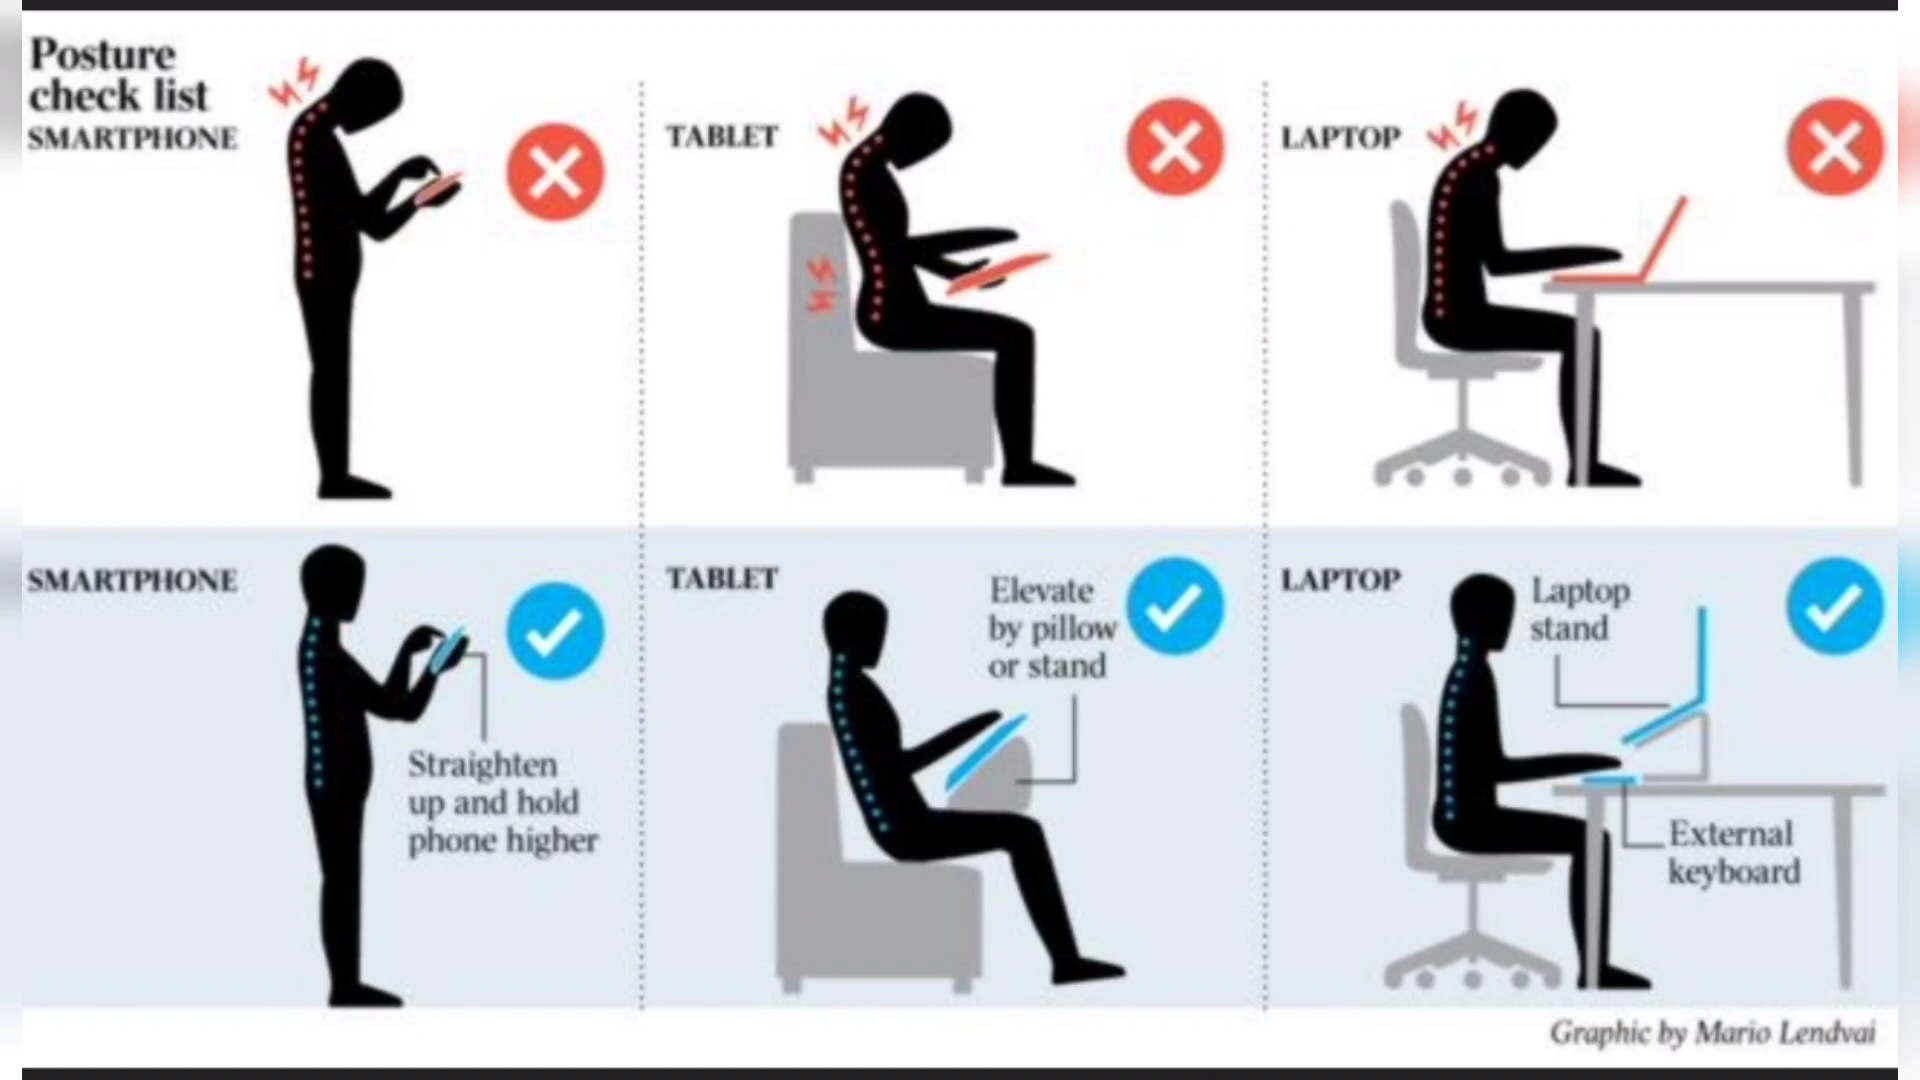 Posture
check list
SMARTPHONE
TABLET
LAPTOP
SMARTPHONE
Straighten
up and hold
phone higher
TABLET
Elevate
by pillow
or stand
LAPTOP
Laptop
stand
External
keyboard
Graphic by Mario Lendvai